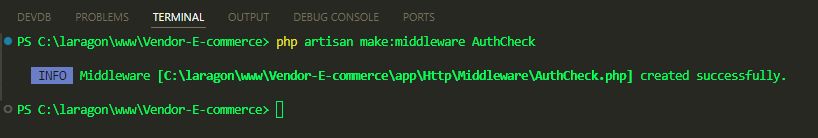 DEVDB PROBLEMS TERMINAL OUTPUT DEBUG CONSOLE PORTS
PS C:\laragon\www\Vendor-E-commerce> php artisan make:middleware AuthCheck
INFO Middleware [C:\laragon\www\Vendor-E-commerce\app\Http\Middleware\AuthCheck.php] created successfully.
PS C:\laragon\www\Vendor-E-commerce>